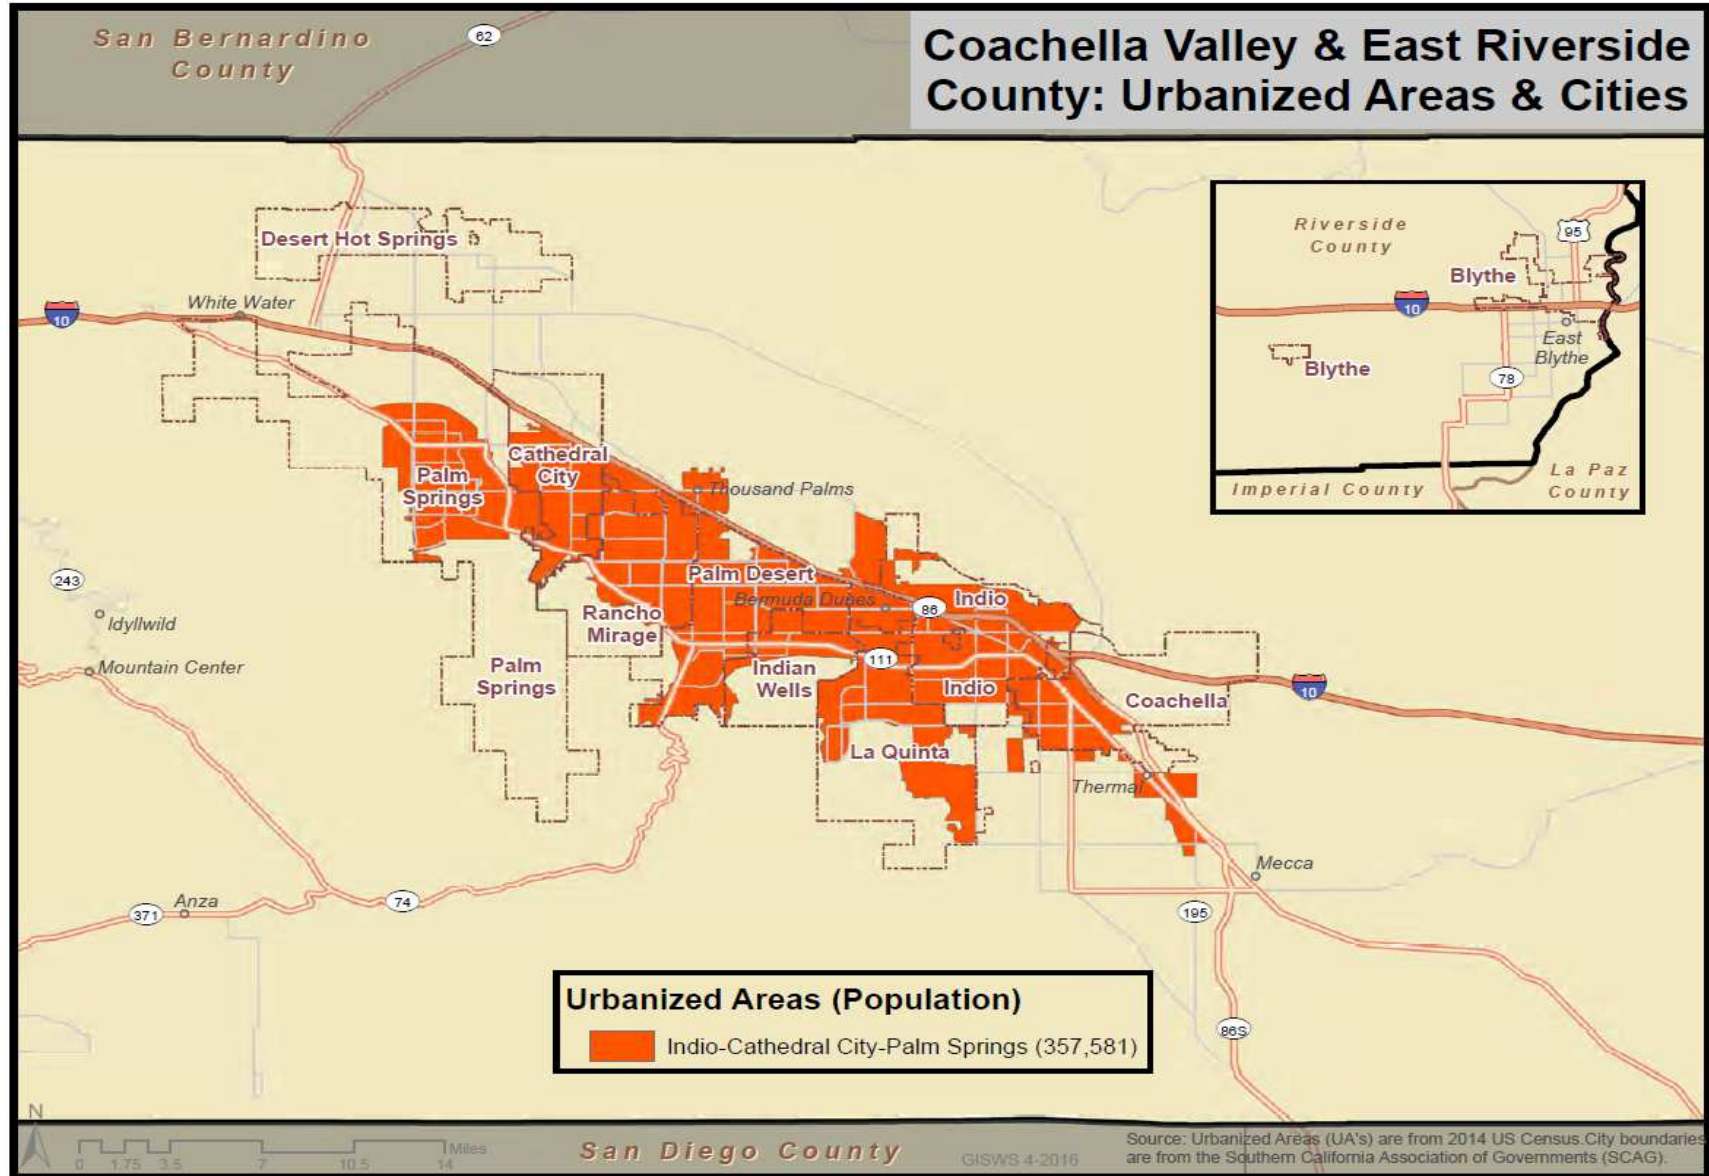 San Bernardino
County
62
Coachella Valley & East Riverside
County: Urbanized Areas & Cities
Desert Hot Springs
White Water
10
Riverside
County
95
Blythe
10
East
Blythe
Blythe
78
La Paz
County
Imperial County
Cathedral
City
Palm
Springs
Thousand Palms
243
Idyllwild
Mountain Center
Palm Desert
Bermuda Dunes
86
Indio
Rancho
Mirage
Palm
Springs
Indian
Wells
111
Indio
Coachella
10
La Quinta
Thermal
Mecca
Anza
371
74
195
86S
Urbanized Areas (Population)
Indio-Cathedral City-Palm Springs (357,581)
N
Miles
0 1.75 3.5 7 10.5 14
San Diego County
GISWS 4-2016
Source: Urbanized Areas (UA's) are from 2014 US Census.City boundaries
are from the Southern California Association of Governments (SCAG).